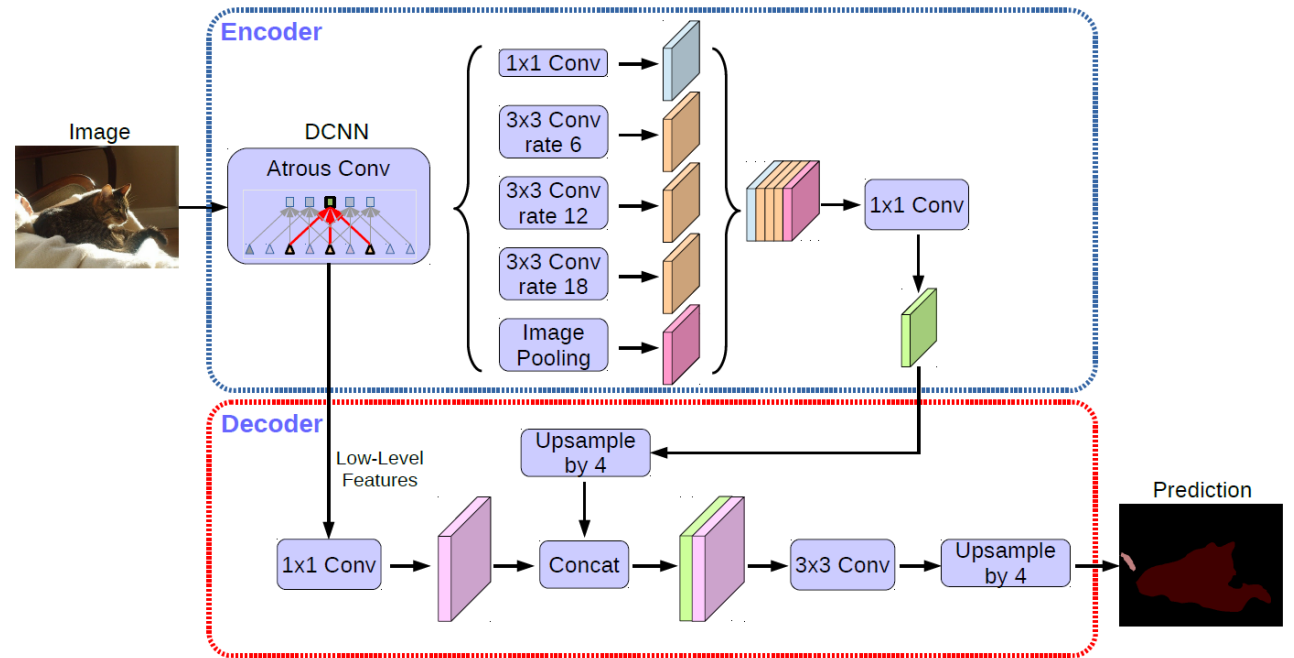 Encoder
Image
DCNN
Atrous Conv
1x1 Conv
3x3 Conv
rate 6
3x3 Conv
rate 12
3x3 Conv
rate 18
Image
Pooling
1x1 Conv
Decoder
Low-Level
Features
Upsample
by 4
1x1 Conv
Concat
3x3 Conv
Upsample
by 4
Prediction